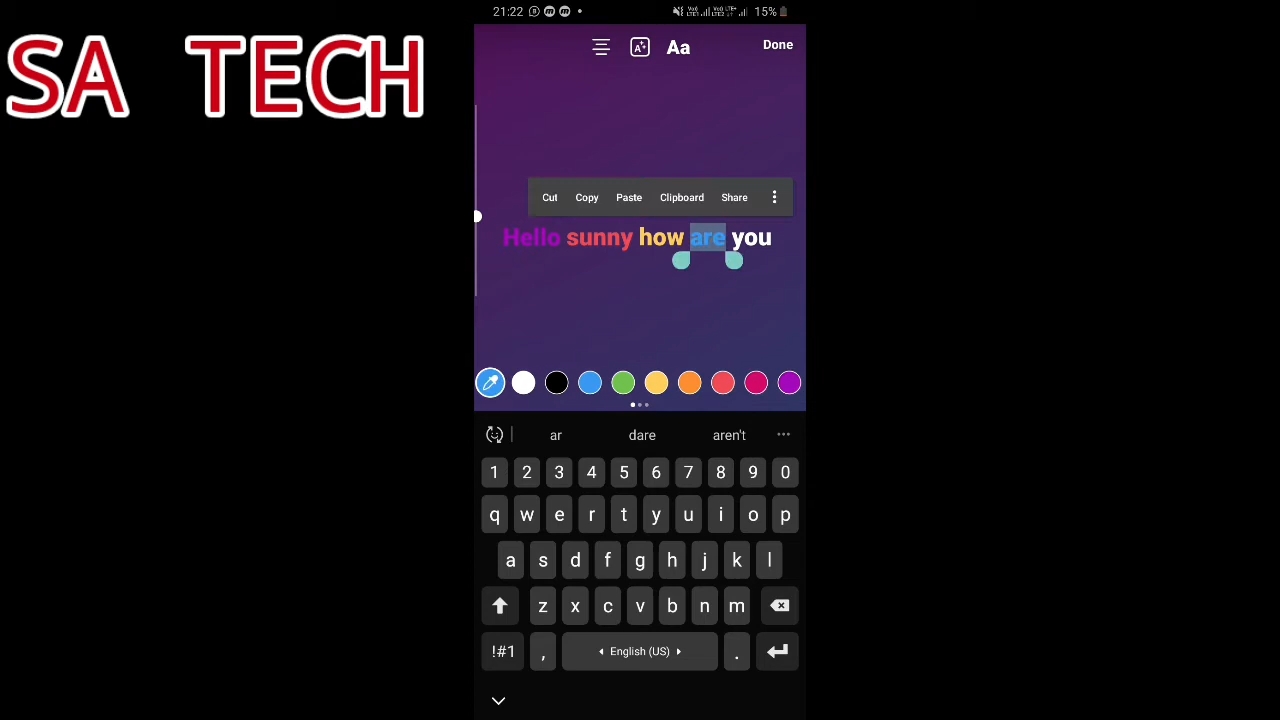 SA TECH
21:22
15%
Aa
Done
Cut Copy Paste Clipboard Share
Hello sunny how are you
ar dare aren't
1 2 3 4 5 6 7 8 9 0
q w e r t y u i o p
a s d f g h j k l
z x c v b n m
!#1 , English (US) .